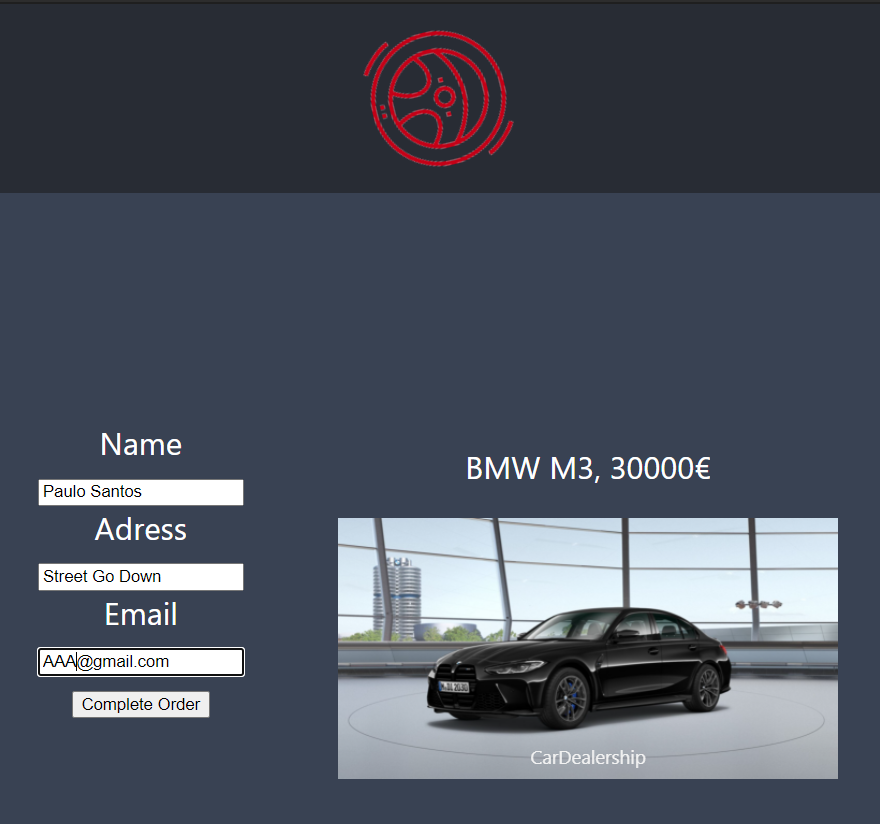 Name
Paulo Santos
Adress
Street Go Down
Email
AAA@gmail.com
Complete Order
BMW M3, 30000€
CarDealership